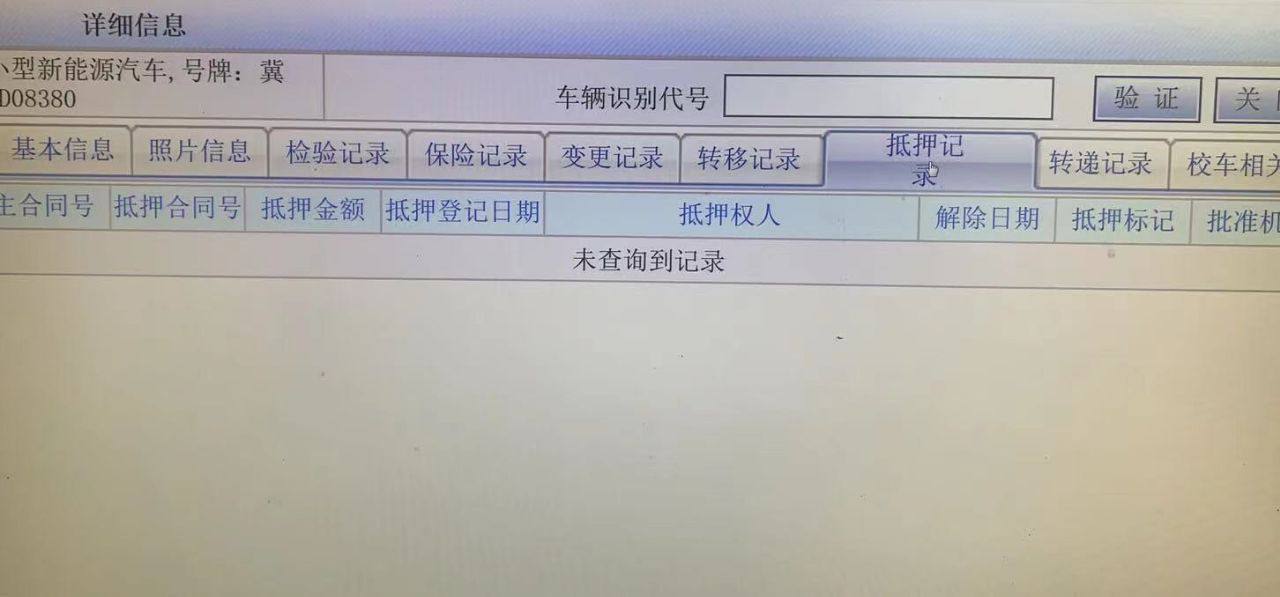 详细信息
小型新能源汽车,号牌：冀
D08380
车辆识别代号
验 证
关
基本信息
照片信息
检验记录
保险记录
变更记录
转移记录
抵押记
录
转递记录
校车相关
主合同号
抵押合同号
抵押金额
抵押登记日期
抵押权人
解除日期
抵押标记
批准机
未查询到记录